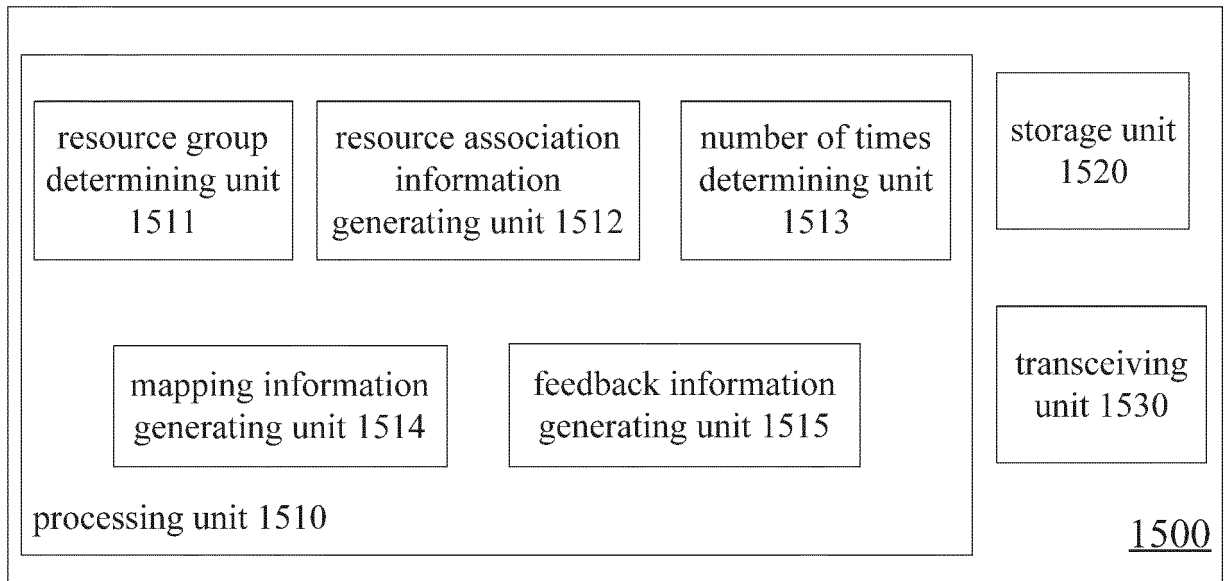 resource group
determining unit
1511
resource association
information
generating unit 1512
number of times
determining unit
1513
storage unit
1520
mapping information
generating unit 1514
feedback information
generating unit 1515
transceiving
unit 1530
processing unit 1510
1500